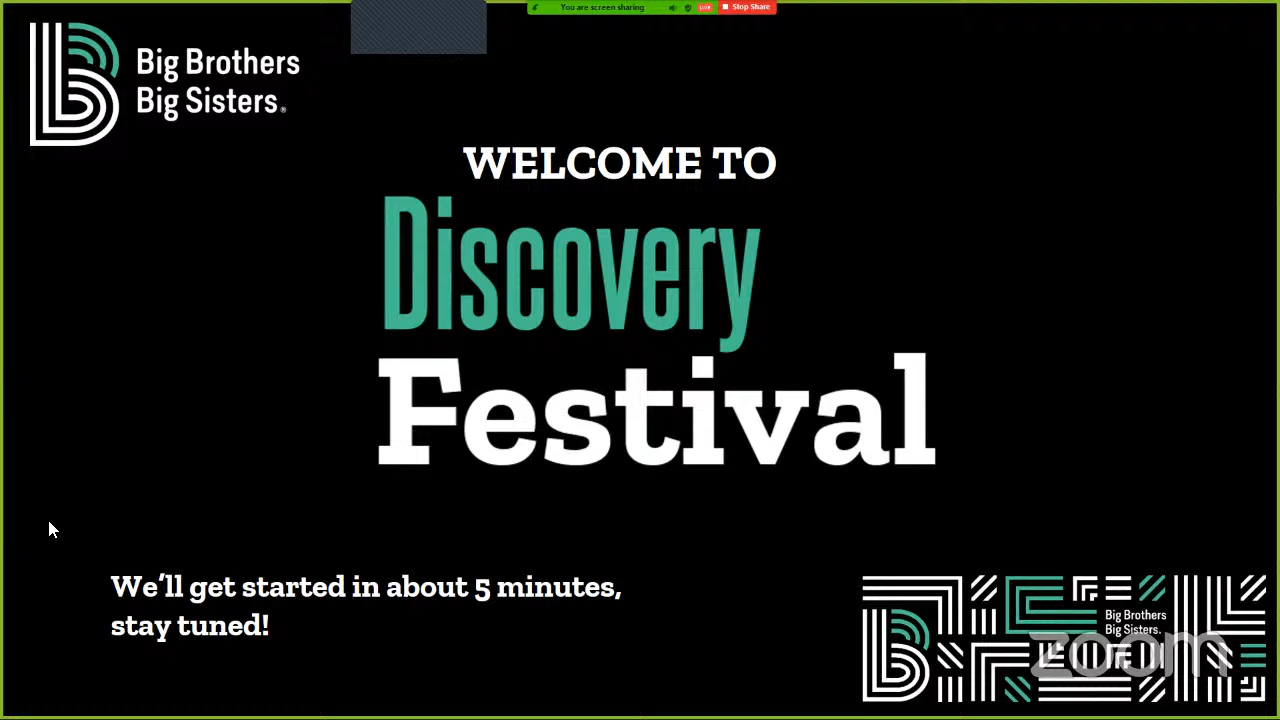 You are screen sharing
LIVE
Stop Share
Big Brothers
Big Sisters.®
WELCOME TO
Discovery
Festival
We’ll get started in about 5 minutes,
stay tuned!
Big Brothers
Big Sisters.
zoom